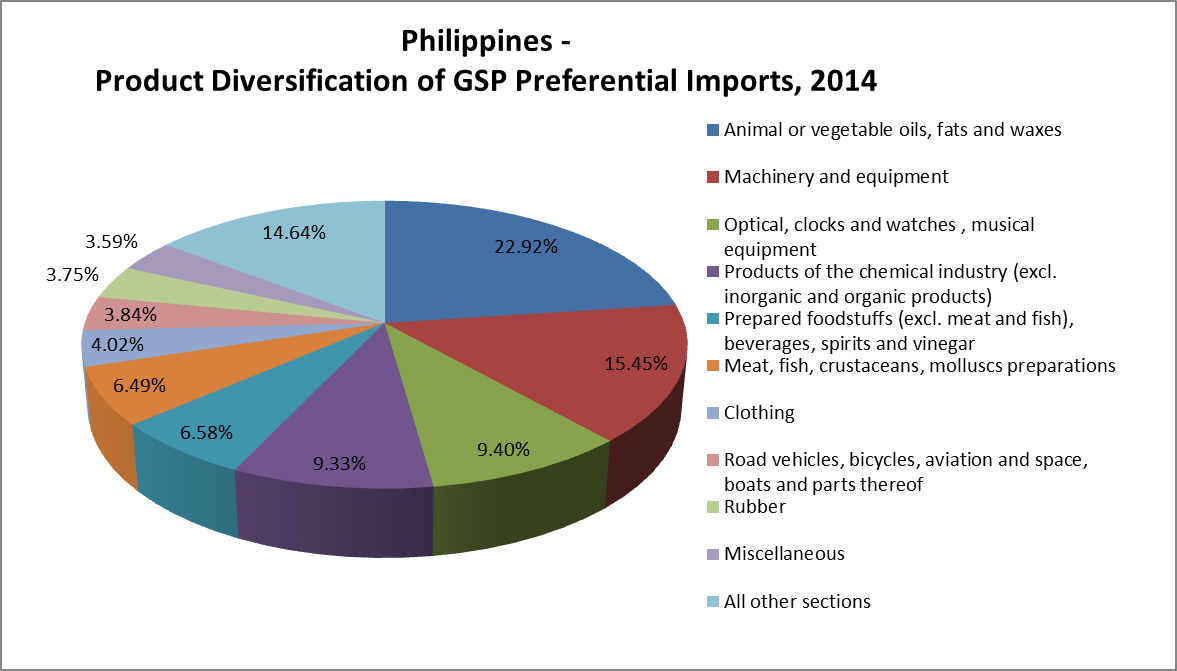 Philippines -
Product Diversification of GSP Preferential Imports, 2014
Animal or vegetable oils, fats and waxes
Machinery and equipment
Optical, clocks and watches , musical
equipment
Products of the chemical industry (excl.
inorganic and organic products)
Prepared foodstuffs (excl. meat and fish),
beverages, spirits and vinegar
Meat, fish, crustaceans, molluscs preparations
Clothing
Road vehicles, bicycles, aviation and space,
boats and parts thereof
Rubber
Miscellaneous
All other sections
22.92%
15.45%
9.40%
9.33%
6.58%
6.49%
4.02%
3.84%
3.75%
3.59%
14.64%